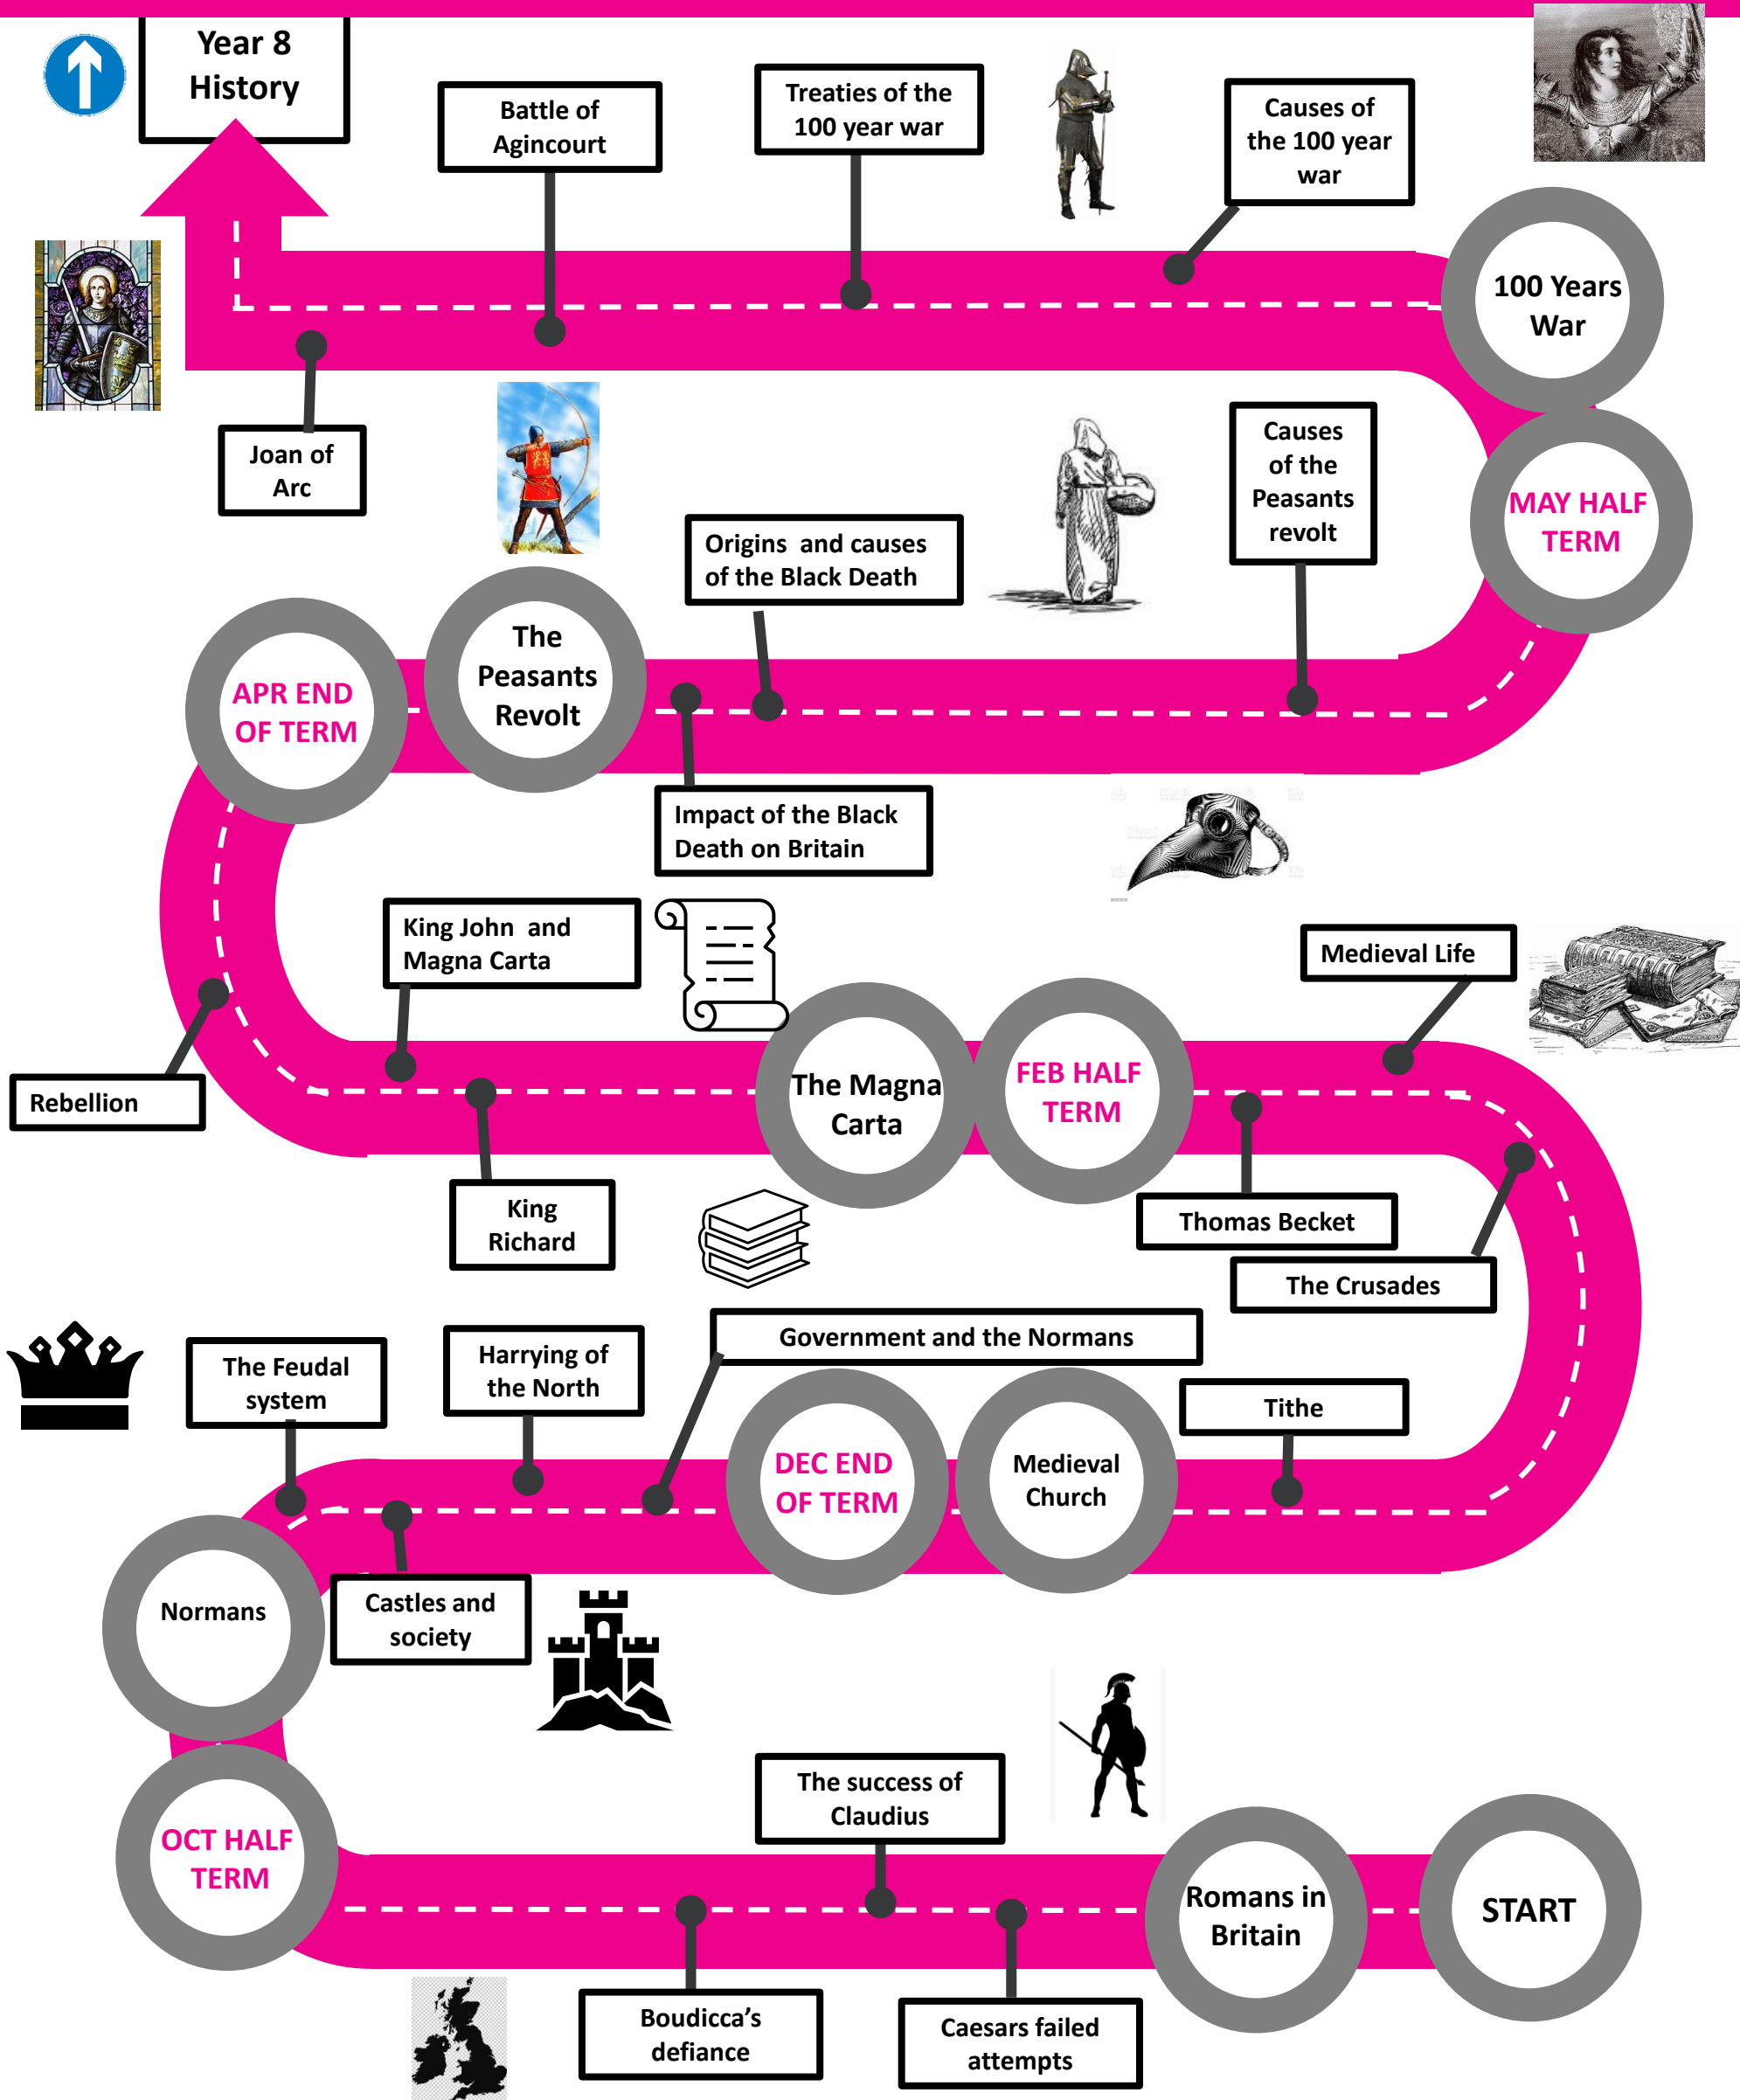 Year 8
History
Battle of
Agincourt
Treaties of the
100 year war
Causes of
the 100 year
war
100 Years
War
Joan of
Arc
Causes
of the
Peasants
revolt
MAY HALF
TERM
Origins and causes
of the Black Death
The
Peasants
Revolt
APR END
OF TERM
Impact of the Black
Death on Britain
King John and
Magna Carta
Medieval Life
Rebellion
The Magna
Carta
FEB HALF
TERM
King
Richard
Thomas Becket
The Crusades
Government and the Normans
The Feudal
system
Harrying of
the North
Tithe
DEC END
OF TERM
Medieval
Church
Normans
Castles and
society
The success of
Claudius
OCT HALF
TERM
Romans in
Britain
START
Boudicca’s
defiance
Caesars failed
attempts